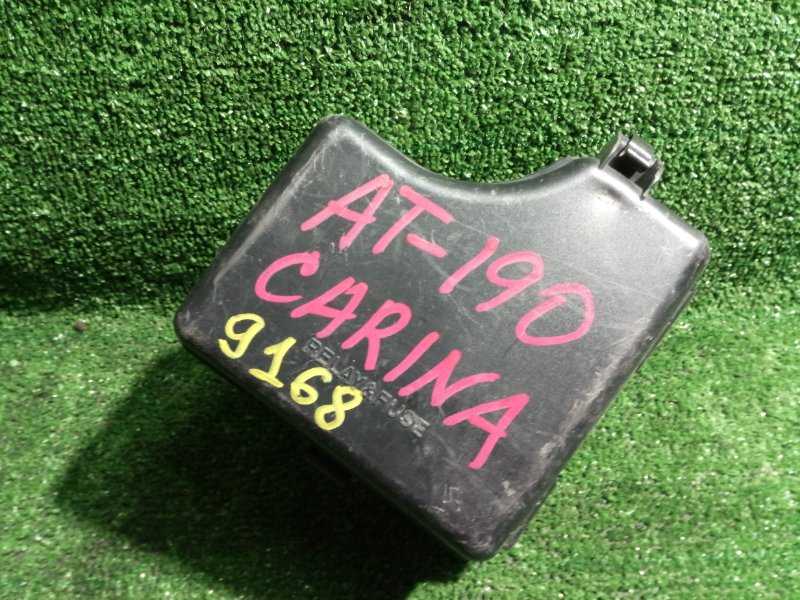 AT-190
CARINA
9168
RELAY&FUSE